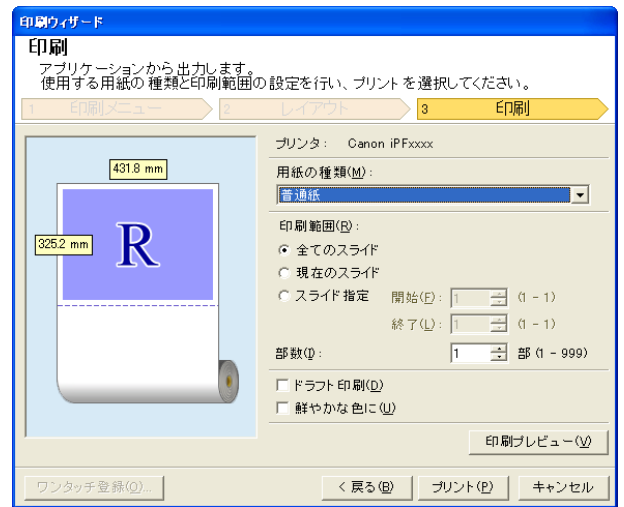 印刷ウィザード
印刷
アプリケーションから出力します。
使用する用紙の種類と印刷範囲の設定を行い、プリントを選択してください。
1 印刷メニュー 2 レイアウト 3 印刷
プリンタ： Canon iPFxxxx
431.8 mm
用紙の種類(M)：
普通紙
印刷範囲(R)：
325.2 mm
R
全てのスライド
現在のスライド
スライド指定 開始(F)： 1 (1 - 1)
終了(L)： 1 (1 - 1)
部数(I)： 1 部 (1 - 999)
ドラフト印刷(D)
鮮やかな色に(U)
印刷プレビュー(V)
ワンタッチ登録(O)... < 戻る(B) プリント(P) キャンセル